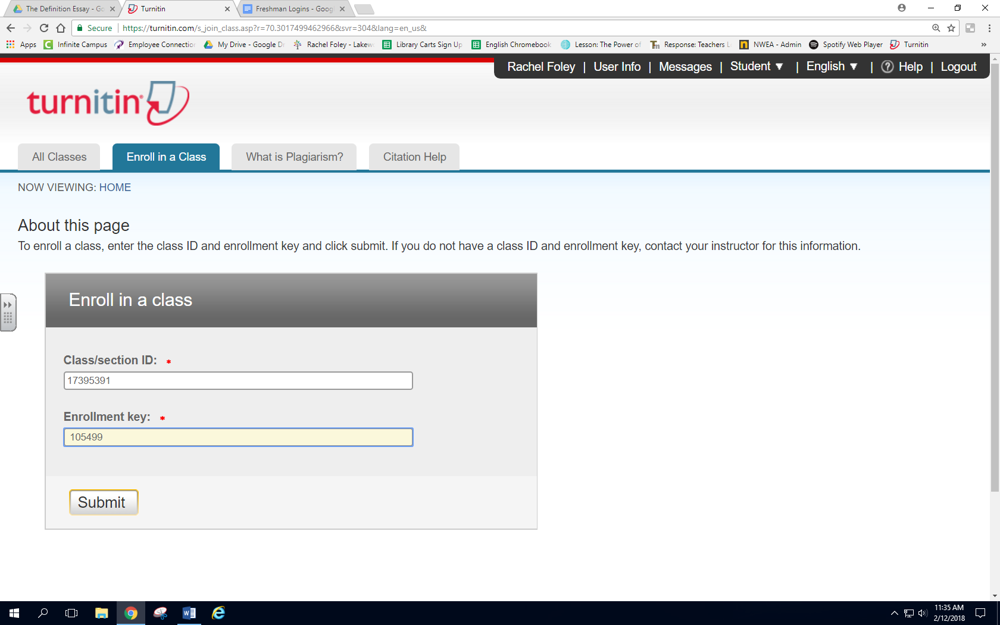 The Definition Essay - Go
Turnitin
Freshman Logins - Goog
Secure
https://turnitin.com/s_join_class.asp?r=70.3017499462966&svr=304&lang=en_us&
Apps
Infinite Campus
Employee Connection
My Drive - Google Dr
Rachel Foley - Lakew
Library Carts Sign Up
English Chromebook
Lesson: The Power of
Tm
Response: Teachers L
NWEA - Admin
Spotify Web Player
Turnitin
»
Rachel Foley | User Info | Messages | Student ▼ | English ▼ | ? Help | Logout
turnitin
All Classes
Enroll in a Class
What is Plagiarism?
Citation Help
NOW VIEWING: HOME
About this page
To enroll a class, enter the class ID and enrollment key and click submit. If you do not have a class ID and enrollment key, contact your instructor for this information.
Enroll in a class
Class/section ID: *
17395391
Enrollment key: *
105499
Submit
11:35 AM
2/12/2018